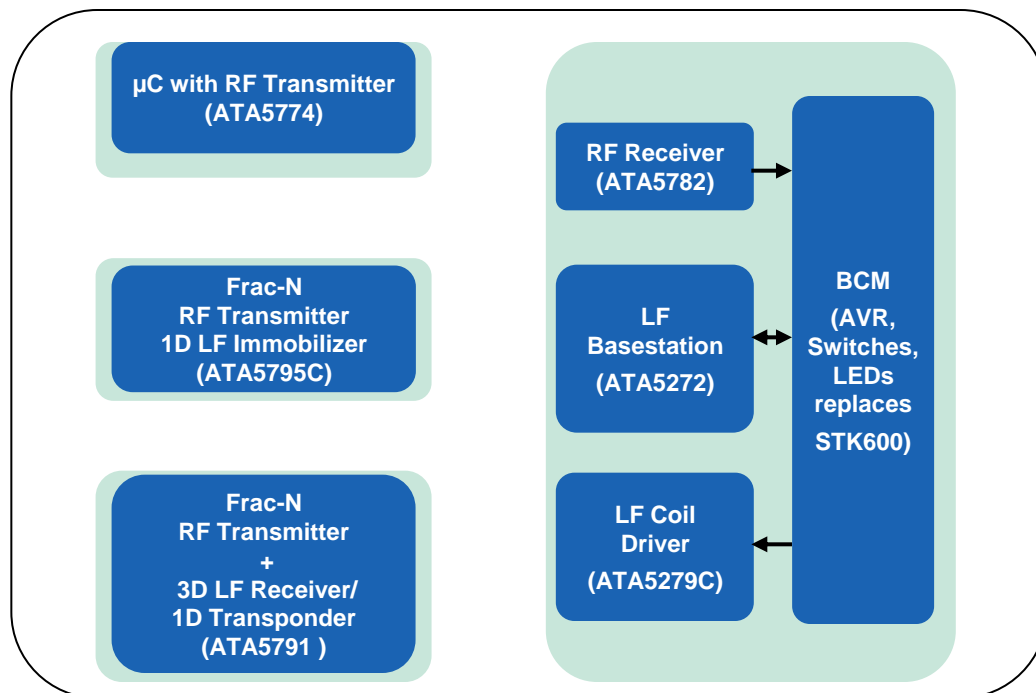 µC with RF Transmitter
(ATA5774)
Frac-N
RF Transmitter
1D LF Immobilizer
(ATA5795C)
Frac-N
RF Transmitter
+
3D LF Receiver/
1D Transponder
(ATA5791 )
RF Receiver
(ATA5782)
LF
Basestation
(ATA5272)
LF Coil
Driver
(ATA5279C)
BCM
(AVR,
Switches,
LEDs
replaces
STK600)